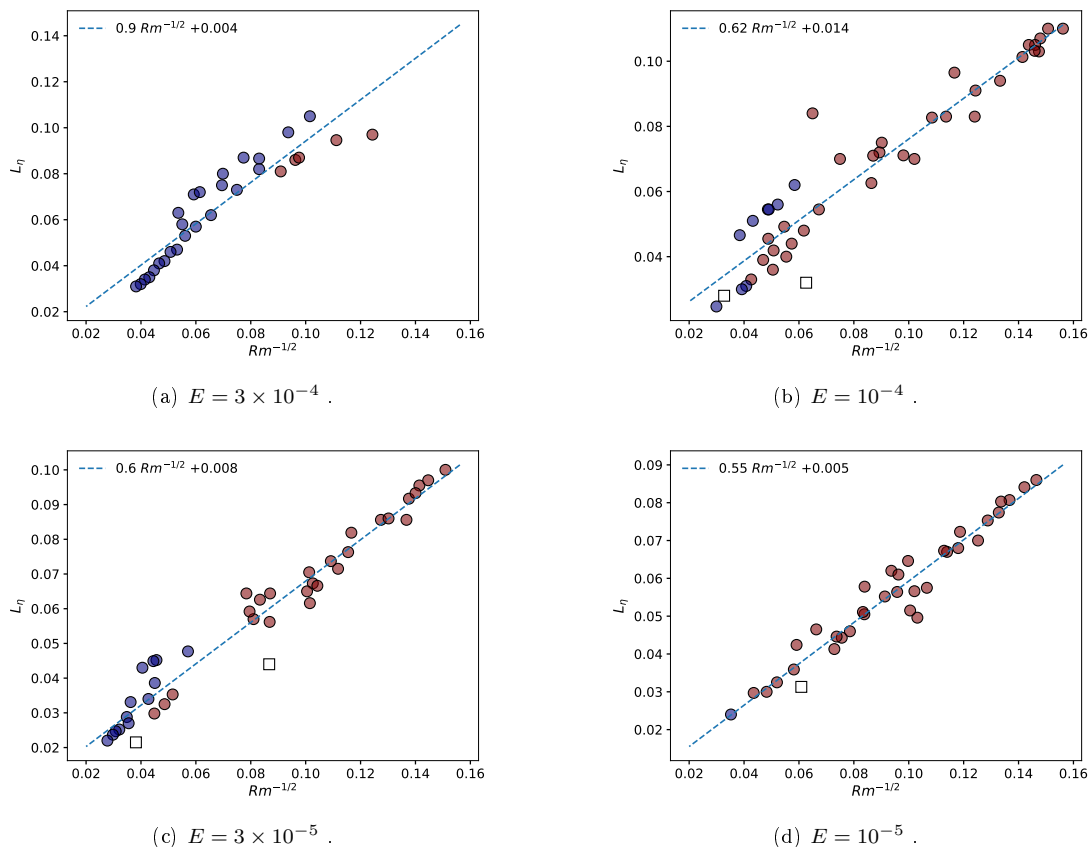 0.9 Rm^{-1/2} +0.004
L_η
0.14
0.12
0.10
0.08
0.06
0.04
0.02
0.02 0.04 0.06 0.08 0.10 0.12 0.14 0.16
Rm^{-1/2}
(a) E = 3 × 10^{-4} .
0.62 Rm^{-1/2} +0.014
L_η
0.10
0.08
0.06
0.04
0.02 0.04 0.06 0.08 0.10 0.12 0.14 0.16
Rm^{-1/2}
(b) E = 10^{-4} .
0.6 Rm^{-1/2} +0.008
L_η
0.10
0.09
0.08
0.07
0.06
0.05
0.04
0.03
0.02
0.02 0.04 0.06 0.08 0.10 0.12 0.14 0.16
Rm^{-1/2}
(c) E = 3 × 10^{-5} .
0.55 Rm^{-1/2} +0.005
L_η
0.09
0.08
0.07
0.06
0.05
0.04
0.03
0.02
0.02 0.04 0.06 0.08 0.10 0.12 0.14 0.16
Rm^{-1/2}
(d) E = 10^{-5} .